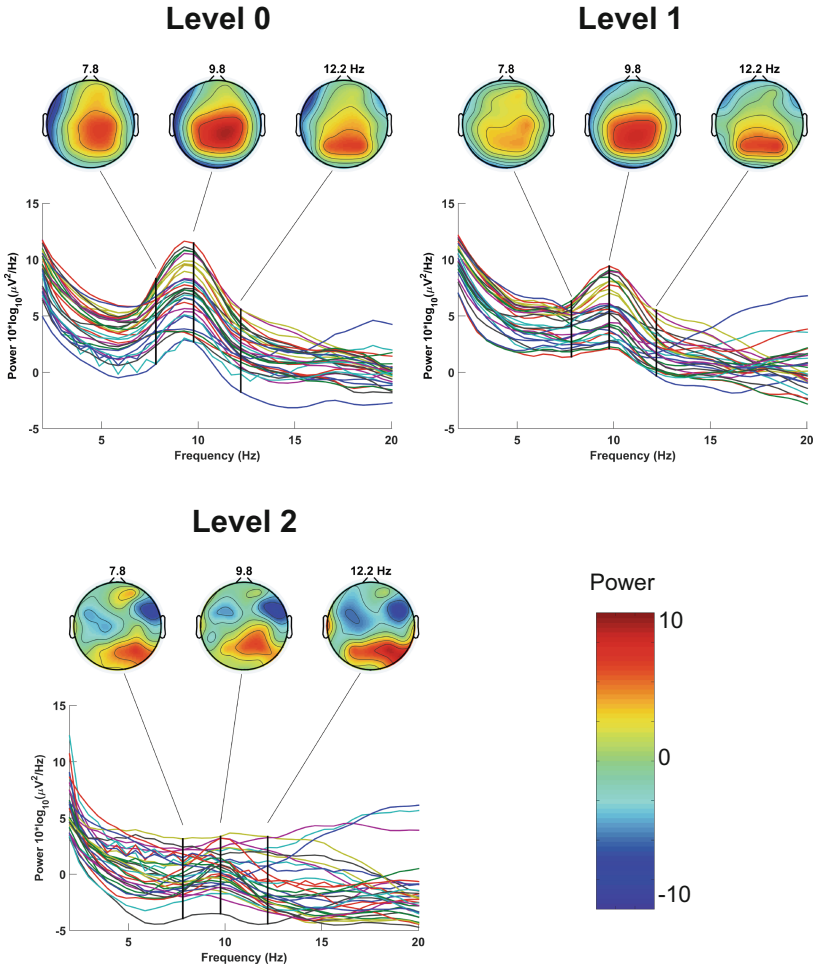 Level 0
7.8 9.8 12.2 Hz
15
10
5
0
-5
Power 10*log10(μV2/Hz)
5 10 15 20
Frequency (Hz)
Level 1
7.8 9.8 12.2 Hz
15
10
5
0
-5
Power 10*log10(μV2/Hz)
5 10 15 20
Frequency (Hz)
Level 2
7.8 9.8 12.2 Hz
15
10
5
0
-5
Power 10*log10(μV2/Hz)
5 10 15 20
Frequency (Hz)
Power
10
0
-10